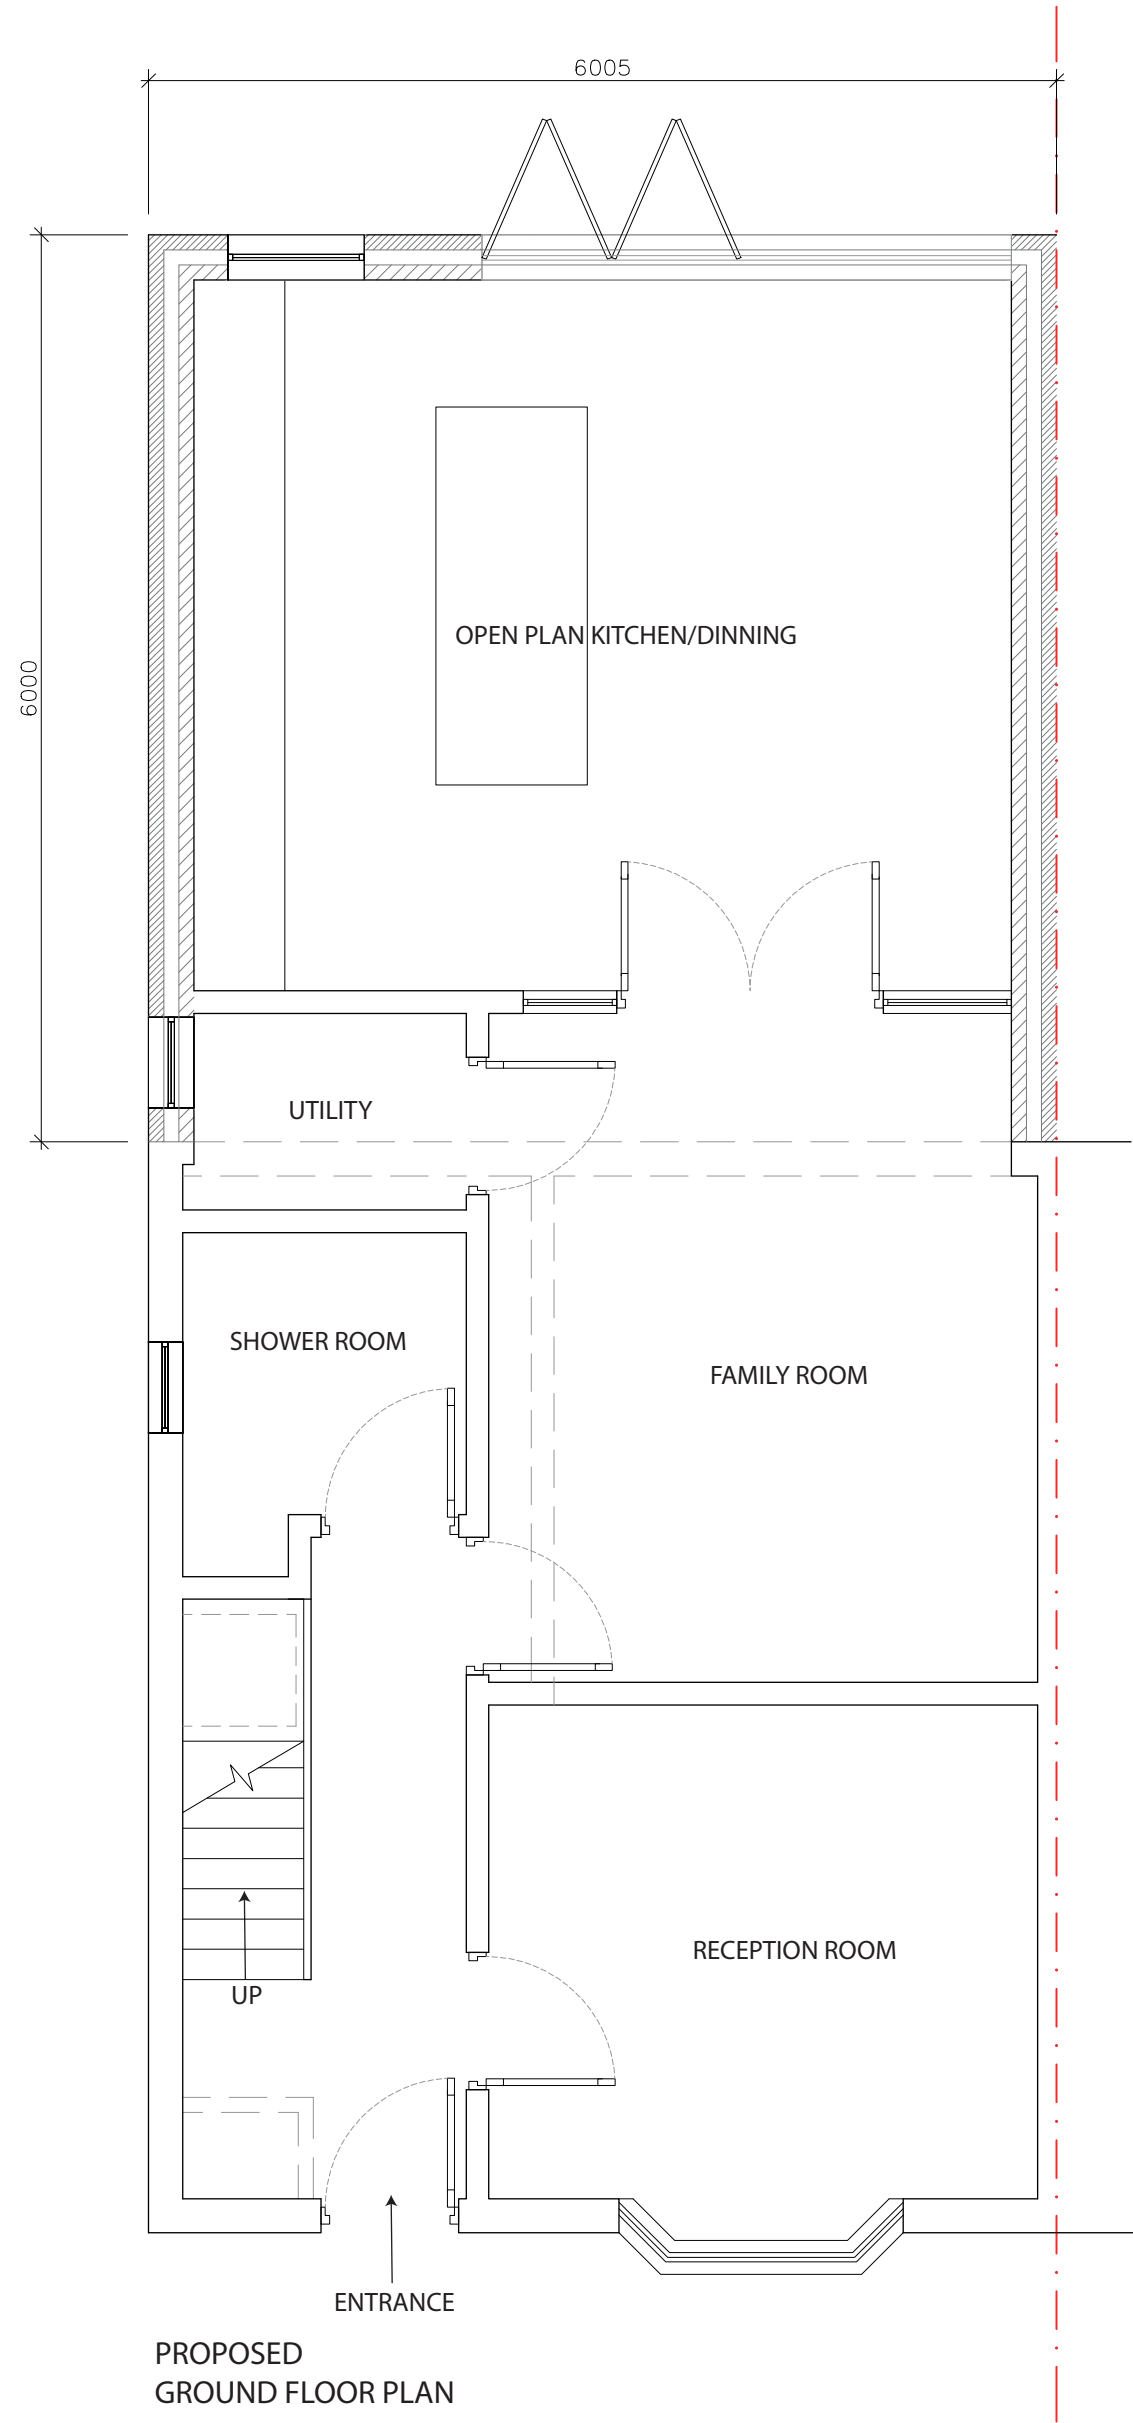 6005
6000
OPEN PLAN KITCHEN/DINNING
UTILITY
SHOWER ROOM
FAMILY ROOM
RECEPTION ROOM
UP
ENTRANCE
PROPOSED
GROUND FLOOR PLAN